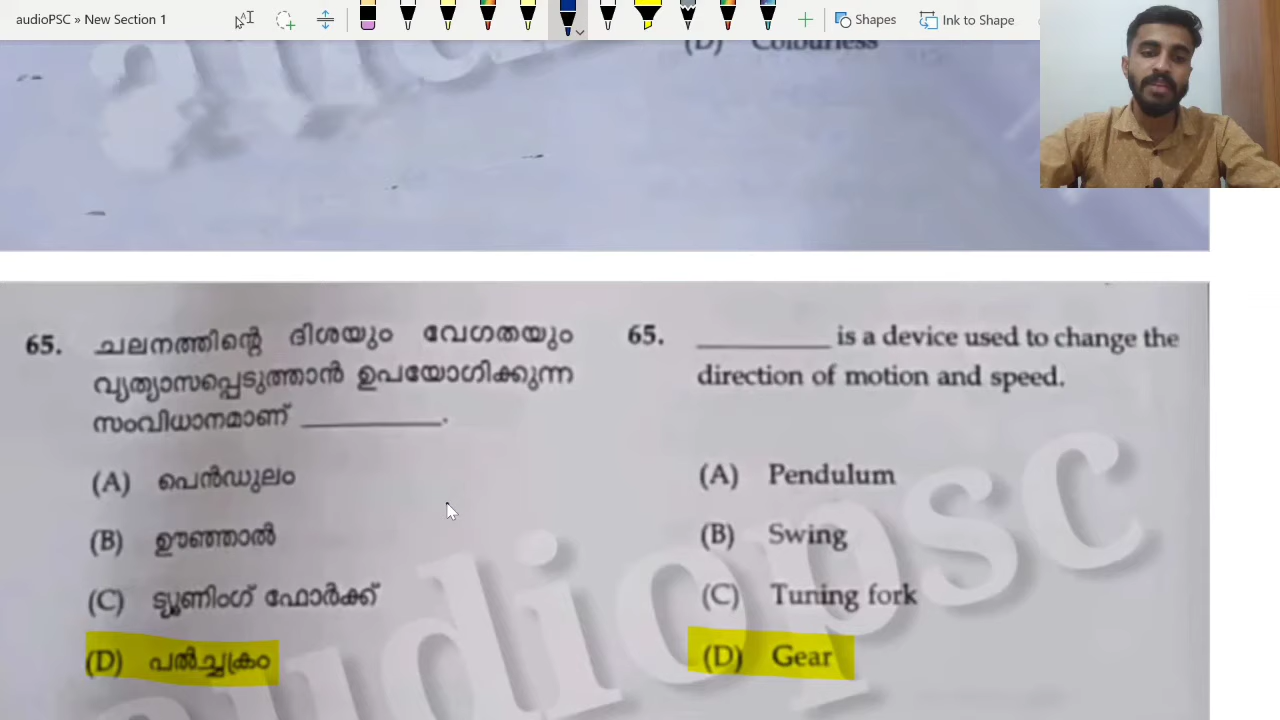 audioPSC » New Section 1
Shapes
Ink to Shape
(D) Colourless
65. ചലനത്തിന്റെ ദിശയും വേഗതയും
വ്യത്യാസപ്പെടുത്താൻ ഉപയോഗിക്കുന്ന
സംവിധാനമാണ് __________.
(A) പെൻഡുലം
(B) ഊഞ്ഞാൽ
(C) ട്യൂണിംഗ് ഫോർക്ക്
(D) പൽച്ചക്രം
65. __________ is a device used to change the
direction of motion and speed.
(A) Pendulum
(B) Swing
(C) Tuning fork
(D) Gear
audiopsc